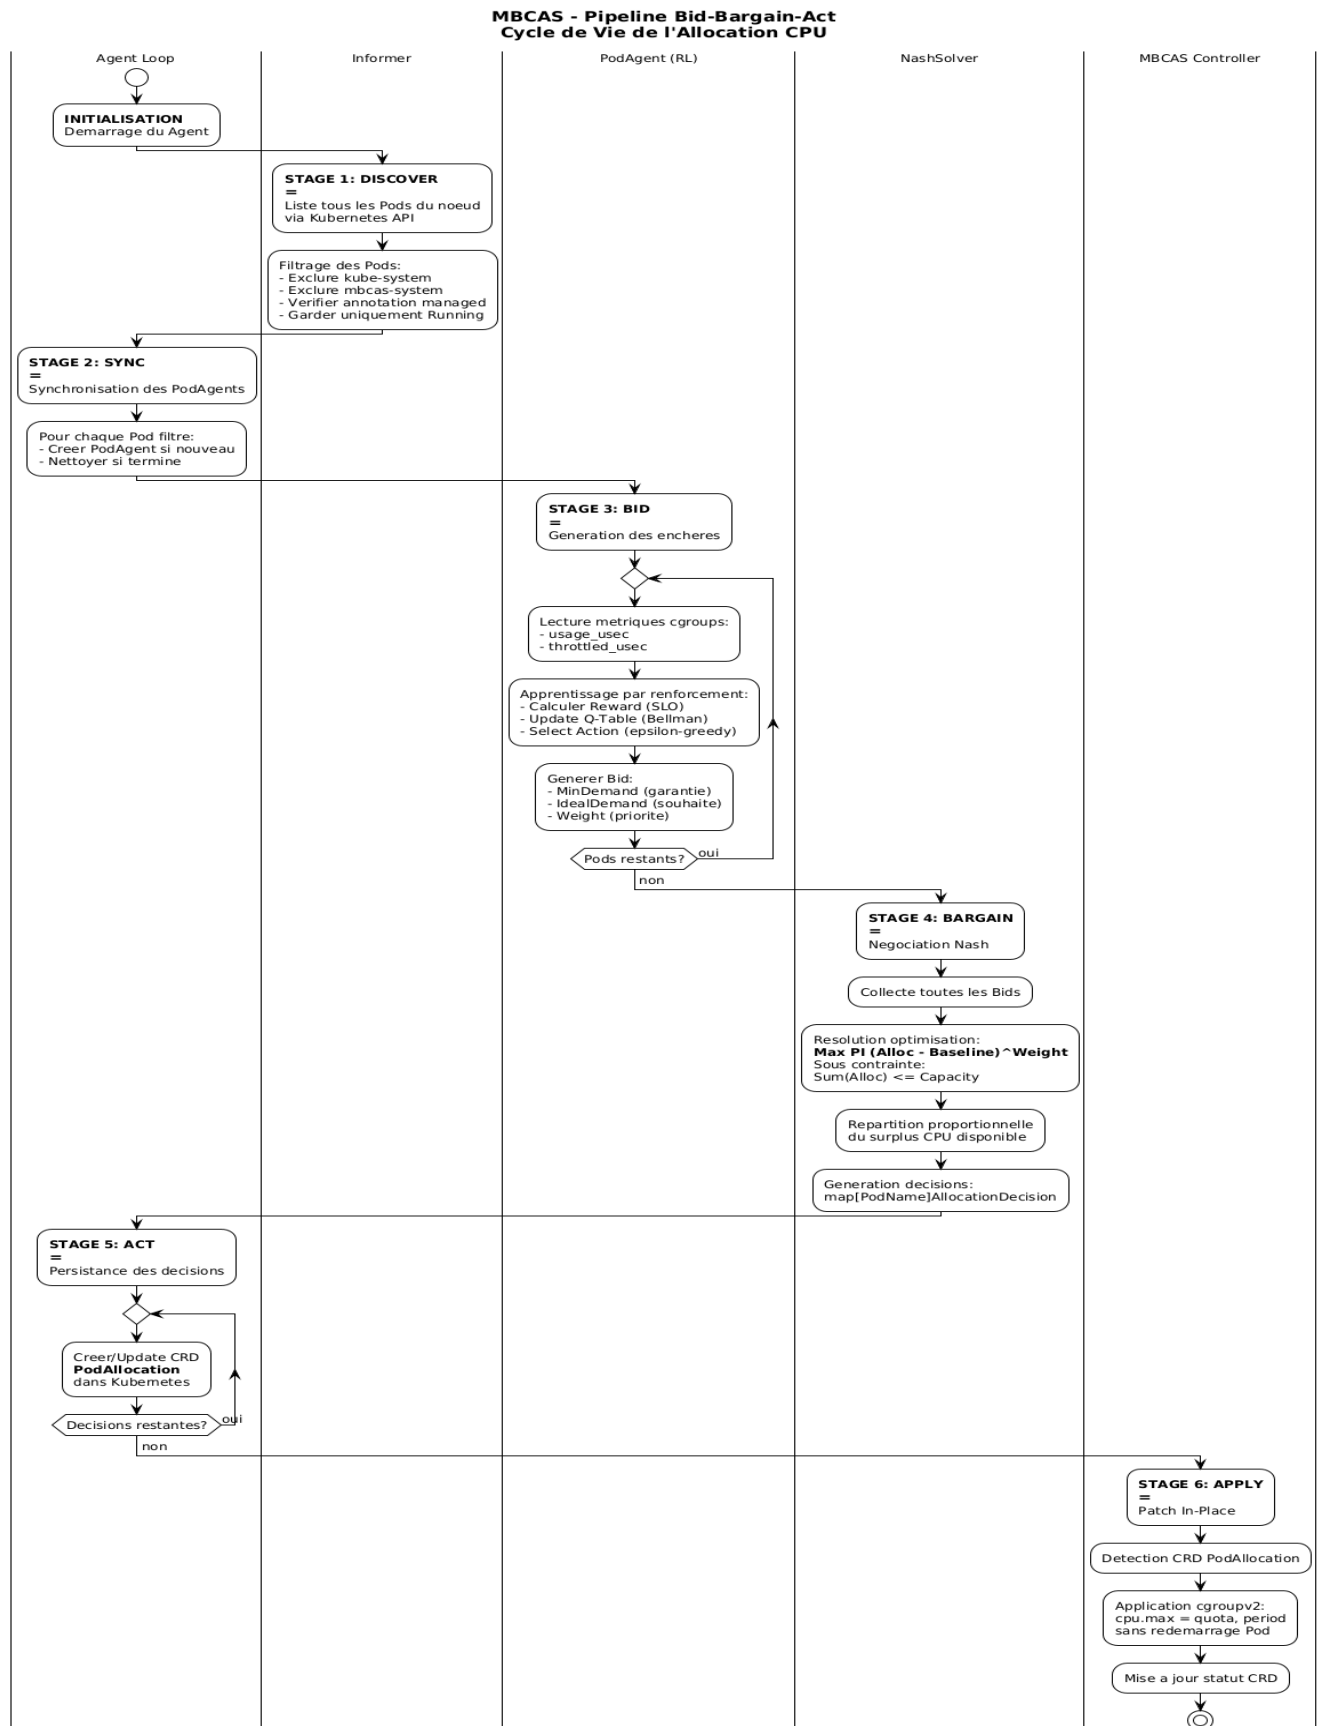 MBCAS - Pipeline Bid-Bargain-Act
Cycle de Vie de l'Allocation CPU
Agent Loop
Informer
PodAgent (RL)
NashSolver
MBCAS Controller
INITIALISATION
Demarrage du Agent
STAGE 1: DISCOVER
=
Liste tous les Pods du noeud
via Kubernetes API
Filtrage des Pods:
- Exclure kube-system
- Exclure mbcas-system
- Verifier annotation managed
- Garder uniquement Running
STAGE 2: SYNC
=
Synchronisation des PodAgents
Pour chaque Pod filtre:
- Creer PodAgent si nouveau
- Nettoyer si termine
STAGE 3: BID
=
Generation des encheres
Lecture metriques cgroups:
- usage_usec
- throttled_usec
Apprentissage par renforcement:
- Calculer Reward (SLO)
- Update Q-Table (Bellman)
- Select Action (epsilon-greedy)
Generer Bid:
- MinDemand (garantie)
- IdealDemand (souhaite)
- Weight (priorite)
Pods restants?
oui
non
STAGE 4: BARGAIN
=
Negociation Nash
Collecte toutes les Bids
Resolution optimisation:
Max PI (Alloc - Baseline)^Weight
Sous contrainte:
Sum(Alloc) <= Capacity
Repartition proportionnelle
du surplus CPU disponible
Generation decisions:
map[PodName]AllocationDecision
STAGE 5: ACT
=
Persistance des decisions
Creer/Update CRD
PodAllocation
dans Kubernetes
Decisions restantes?
oui
non
STAGE 6: APPLY
=
Patch In-Place
Detection CRD PodAllocation
Application cgroupv2:
cpu.max = quota, period
sans redemarrage Pod
Mise a jour statut CRD